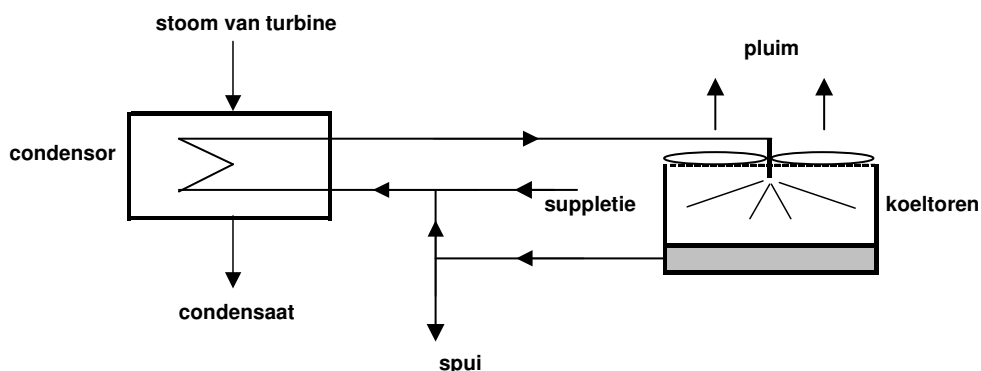 stoom van turbine
pluim
condensor
suppletie
koeltoren
condensaat
spui